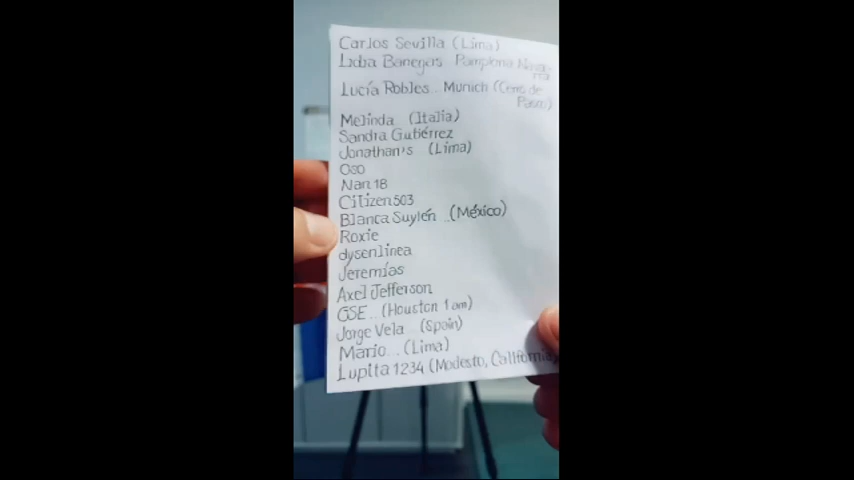 Carlos Sevilla (Lima)
Lidia Banegas Pamplona
Lucía Robles... Munich (Cerro de
Pasco)
Melinda... (Italia)
Sandra Gutiérrez
Jonathan's (Lima)
Oso
Nan 18
Citizen503
Blanca Suylén ...(México)
Roxie
dysenlinea
Jeremías
Axel Jefferson
GSE... (Houston 1 am)
Jorge Vela... (Spain)
Mario... (Lima)
Lupita 1234 (Modesto, California)